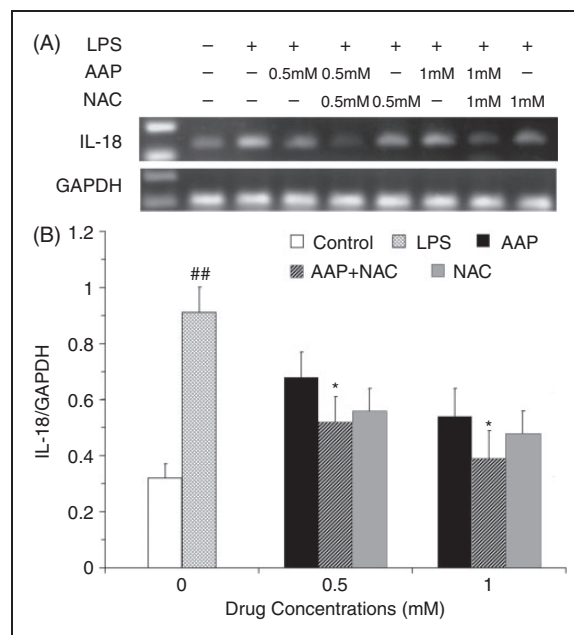 (A) LPS – + + + + + + +
AAP – – 0.5mM 0.5mM – 1mM 1mM –
NAC – – – 0.5mM 0.5mM – 1mM 1mM
IL-18
GAPDH
(B)
Control LPS AAP
AAP+NAC NAC
IL-18/GAPDH
1.2
1
0.8
0.6
0.4
0.2
0
##
*
*
0 0.5 1
Drug Concentrations (mM)